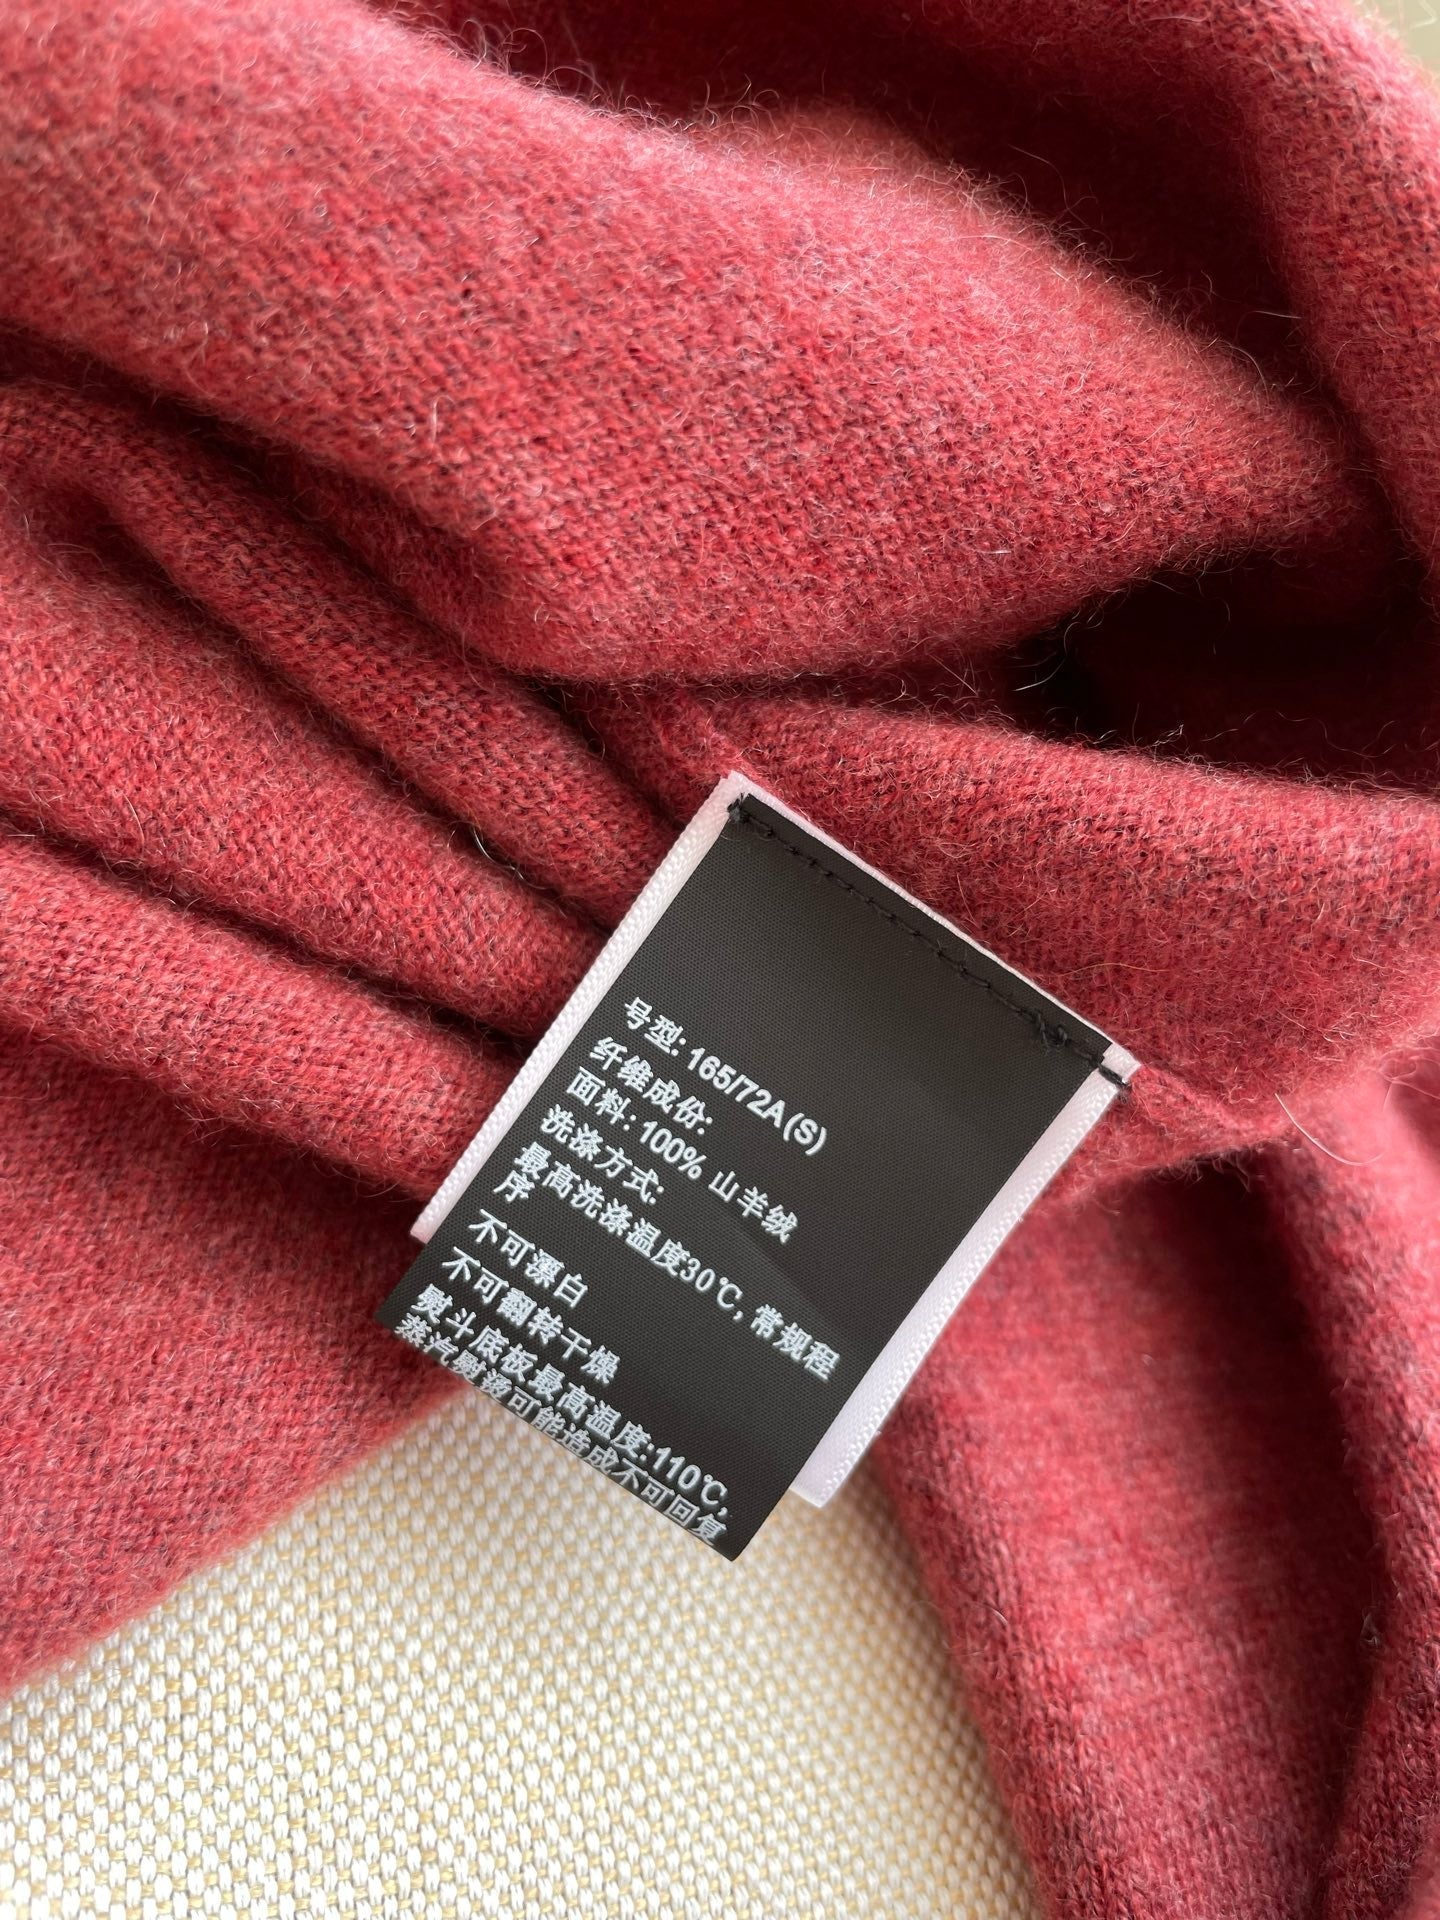 号型: 165/72A(S)
纤维成份:
面料: 100% 山羊绒
洗涤方式:
最高洗涤温度30℃, 常规程
序
不可漂白
不可翻转干燥
熨斗底板最高温度:110℃,
蒸汽熨烫可能造成不可回复